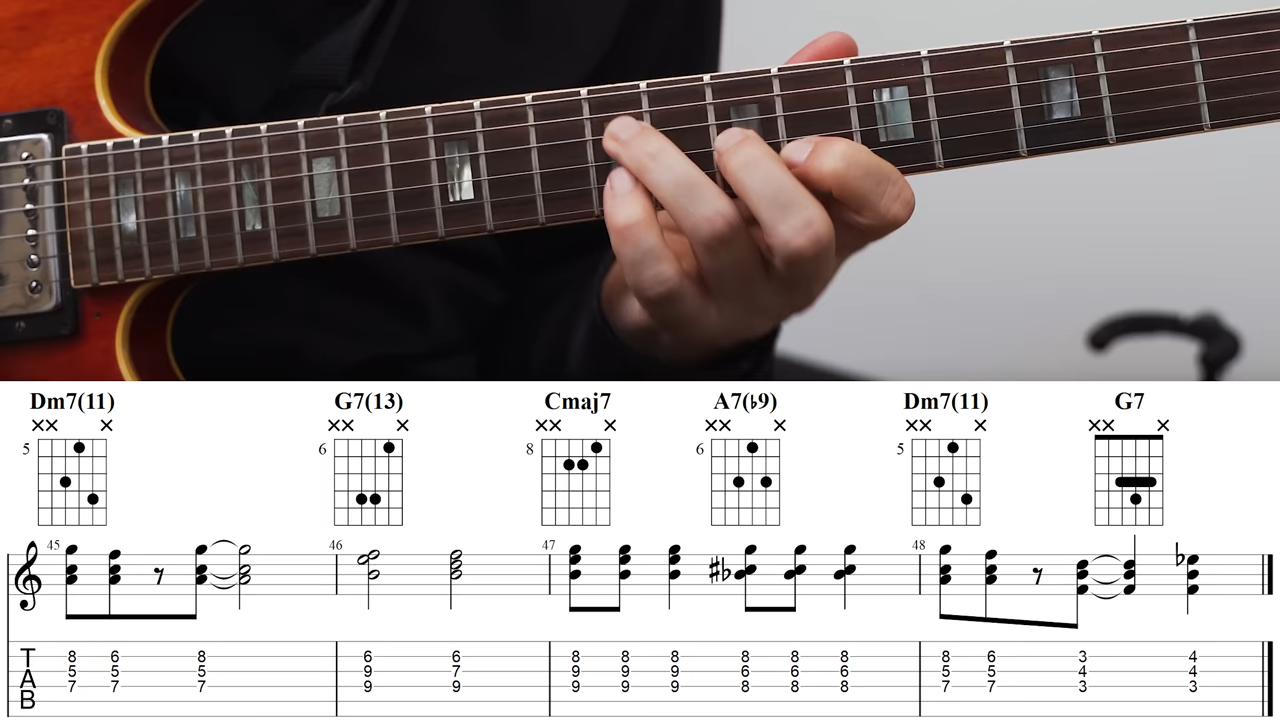 Dm7(11) G7(13) Cmaj7 A7(♭9) Dm7(11) G7
×× × ×× × ×× × ×× × ×× × ×× ×
5 6 8 6 5
45 46 47 48
T 8 6 8 6 6 8 8 8 8 8 8 8 6 3 4
A 5 5 5 9 7 9 9 9 6 6 6 5 5 4 4
B 7 7 7 9 9 9 9 9 8 8 8 7 7 3 3